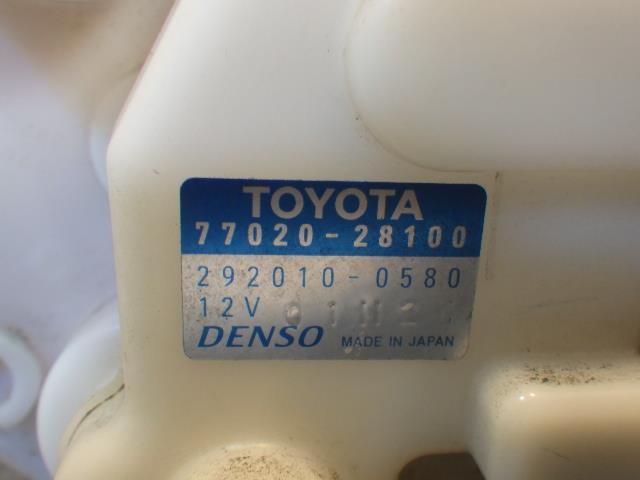 TOYOTA
77020-28100
292010-0580
12V
DENSO MADE IN JAPAN